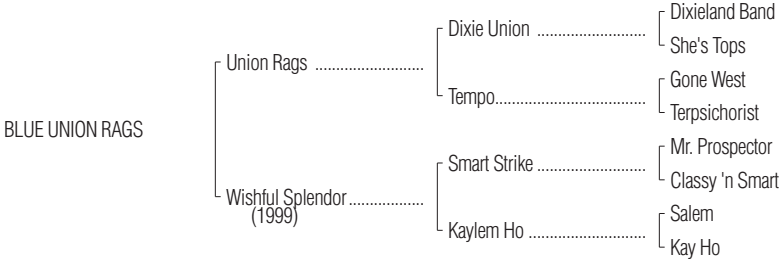 Dixieland Band
Dixie Union ..........................
She's Tops
Union Rags ..........................
Gone West
Tempo....................................
Terpsichorist
BLUE UNION RAGS
Mr. Prospector
Smart Strike ..........................
Classy 'n Smart
Wishful Splendor..................
(1999)
Salem
Kaylem Ho ............................
Kay Ho